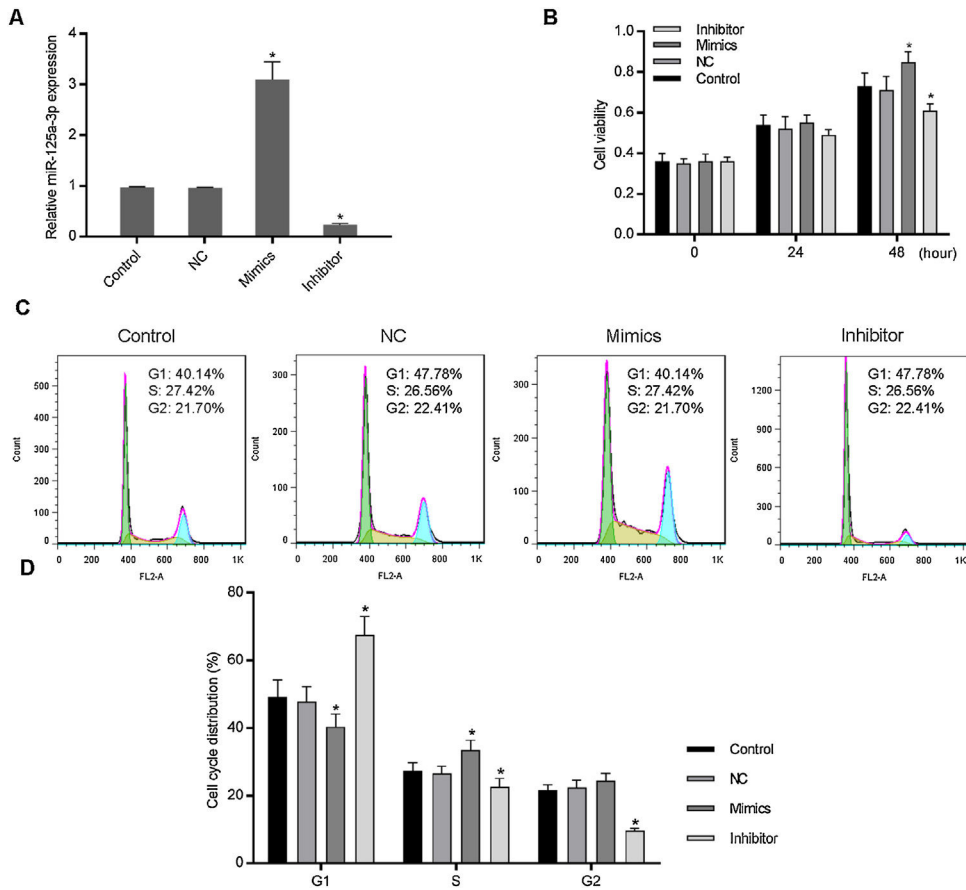 A
Relative miR-125a-3p expression
4
3
2
1
0
*
*
Control
NC
Mimics
Inhibitor
B
Inhibitor
Mimics
NC
Control
Cell viability
1.0
0.8
0.6
0.4
0.2
0.0
*
*
0
24
48
(hour)
C
Control
G1: 40.14%
S: 27.42%
G2: 21.70%
Count
500
400
300
200
100
0
0 200 400 600 800 1K
FL2-A
NC
G1: 47.78%
S: 26.56%
G2: 22.41%
Count
300
200
100
0
0 200 400 600 800 1K
FL2-A
Mimics
G1: 40.14%
S: 27.42%
G2: 21.70%
Count
300
200
100
0
0 200 400 600 800 1K
FL2-A
Inhibitor
G1: 47.78%
S: 26.56%
G2: 22.41%
Count
1200
900
600
300
0
0 200 400 600 800 1K
FL2-A
D
Cell cycle distribution (%)
80
60
40
20
0
*
*
*
*
*
G1
S
G2
Control
NC
Mimics
Inhibitor